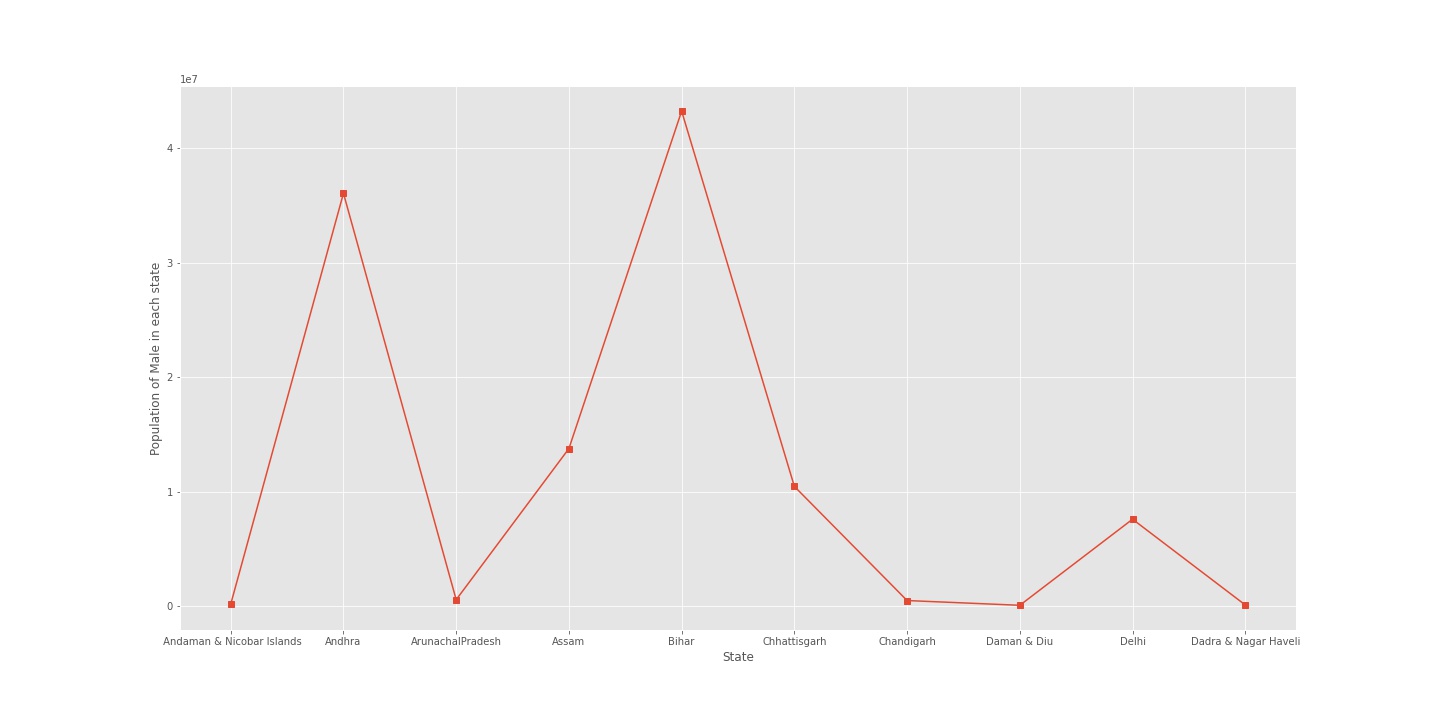 1e7
4
3
2
1
0
Population of Male in each state
Andaman & Nicobar Islands Andhra ArunachalPradesh Assam Bihar Chhattisgarh Chandigarh Daman & Diu Delhi Dadra & Nagar Haveli
State